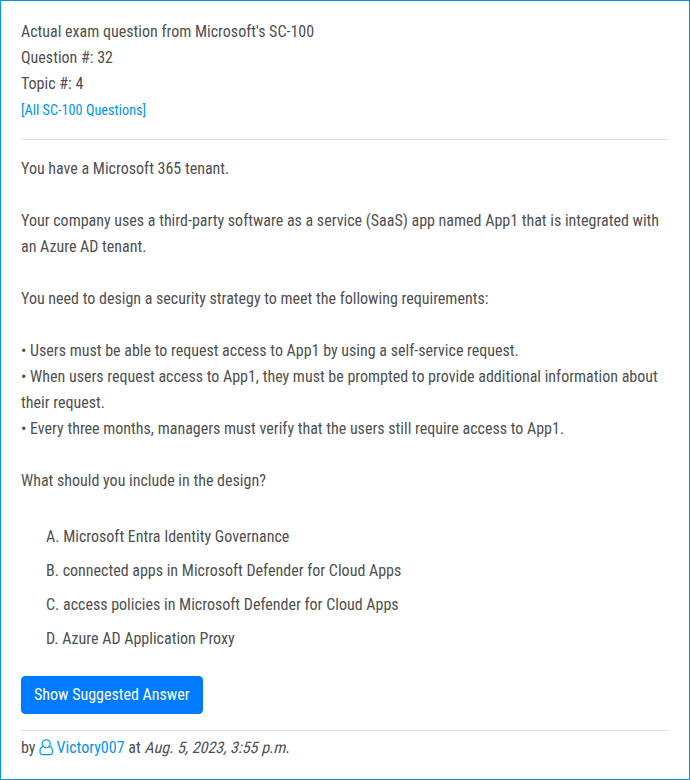 Actual exam question from Microsoft's SC-100
Question #: 32
Topic #: 4
[All SC-100 Questions]
You have a Microsoft 365 tenant.
Your company uses a third-party software as a service (SaaS) app named App1 that is integrated with
an Azure AD tenant.
You need to design a security strategy to meet the following requirements:
• Users must be able to request access to App1 by using a self-service request.
• When users request access to App1, they must be prompted to provide additional information about
their request.
• Every three months, managers must verify that the users still require access to App1.
What should you include in the design?
A. Microsoft Entra Identity Governance
B. connected apps in Microsoft Defender for Cloud Apps
C. access policies in Microsoft Defender for Cloud Apps
D. Azure AD Application Proxy
Show Suggested Answer
by Victory007 at Aug. 5, 2023, 3:55 p.m.